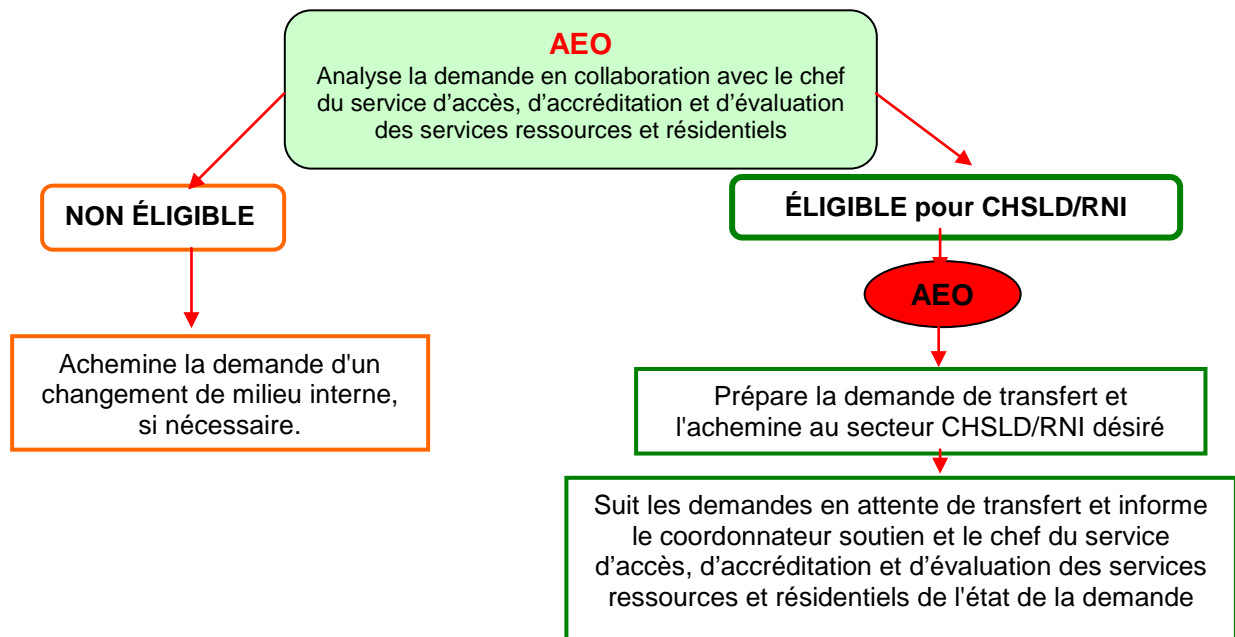 AEO
Analyse la demande en collaboration avec le chef
du service d’accès, d’accréditation et d’évaluation
des services ressources et résidentiels
NON ÉLIGIBLE
Achemine la demande d'un
changement de milieu interne,
si nécessaire.
ÉLIGIBLE pour CHSLD/RNI
AEO
Prépare la demande de transfert et
l'achemine au secteur CHSLD/RNI désiré
Suit les demandes en attente de transfert et informe
le coordonnateur soutien et le chef du service
d’accès, d’accréditation et d’évaluation des services
ressources et résidentiels de l'état de la demande